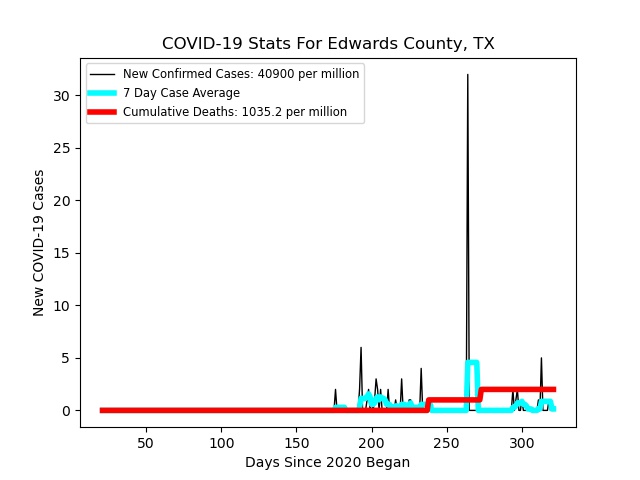 COVID-19 Stats For Edwards County, TX
New Confirmed Cases: 40900 per million
7 Day Case Average
Cumulative Deaths: 1035.2 per million
New COVID-19 Cases
30
25
20
15
10
5
0
50 100 150 200 250 300
Days Since 2020 Began